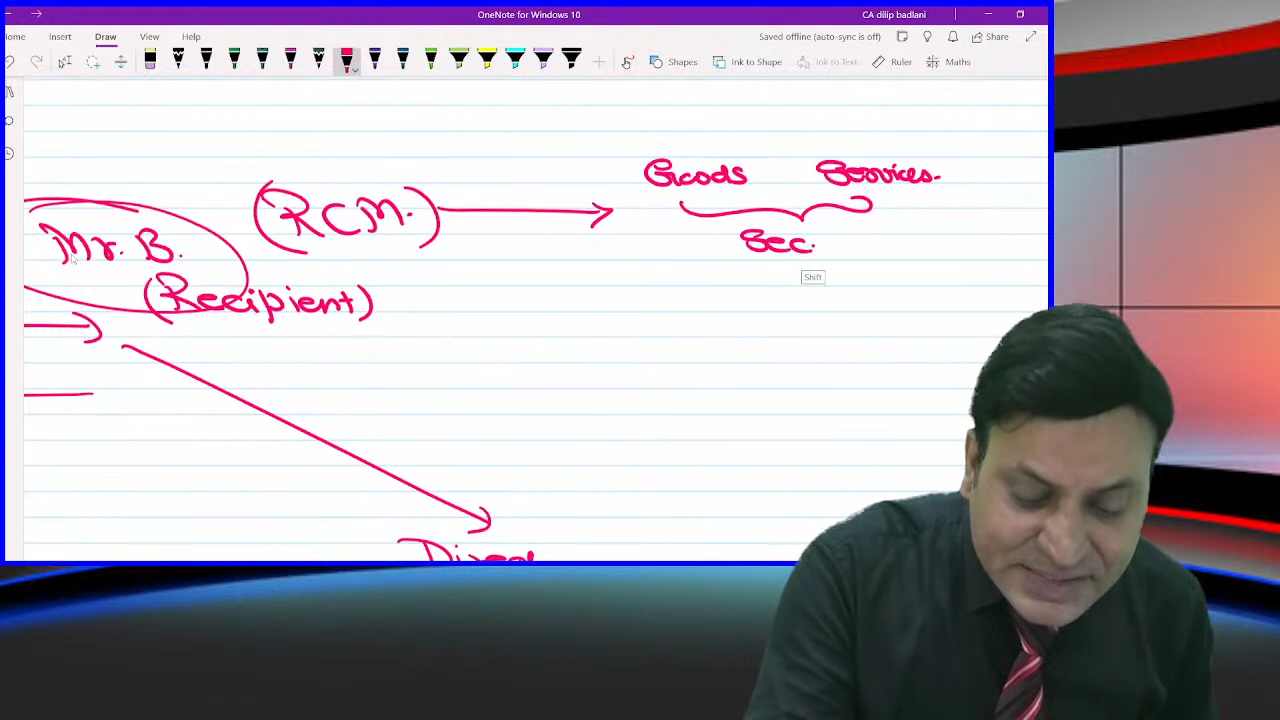 OneNote for Windows 10
CA dilip badlani
Insert
Draw
View
Help
Saved offline (auto-sync is off)
Share
Shapes
Ink to Shape
Ink to Text
Ruler
Maths
Goods Services.
Sec.
Shift
(RCM.)
Mr. B.
(Recipient)